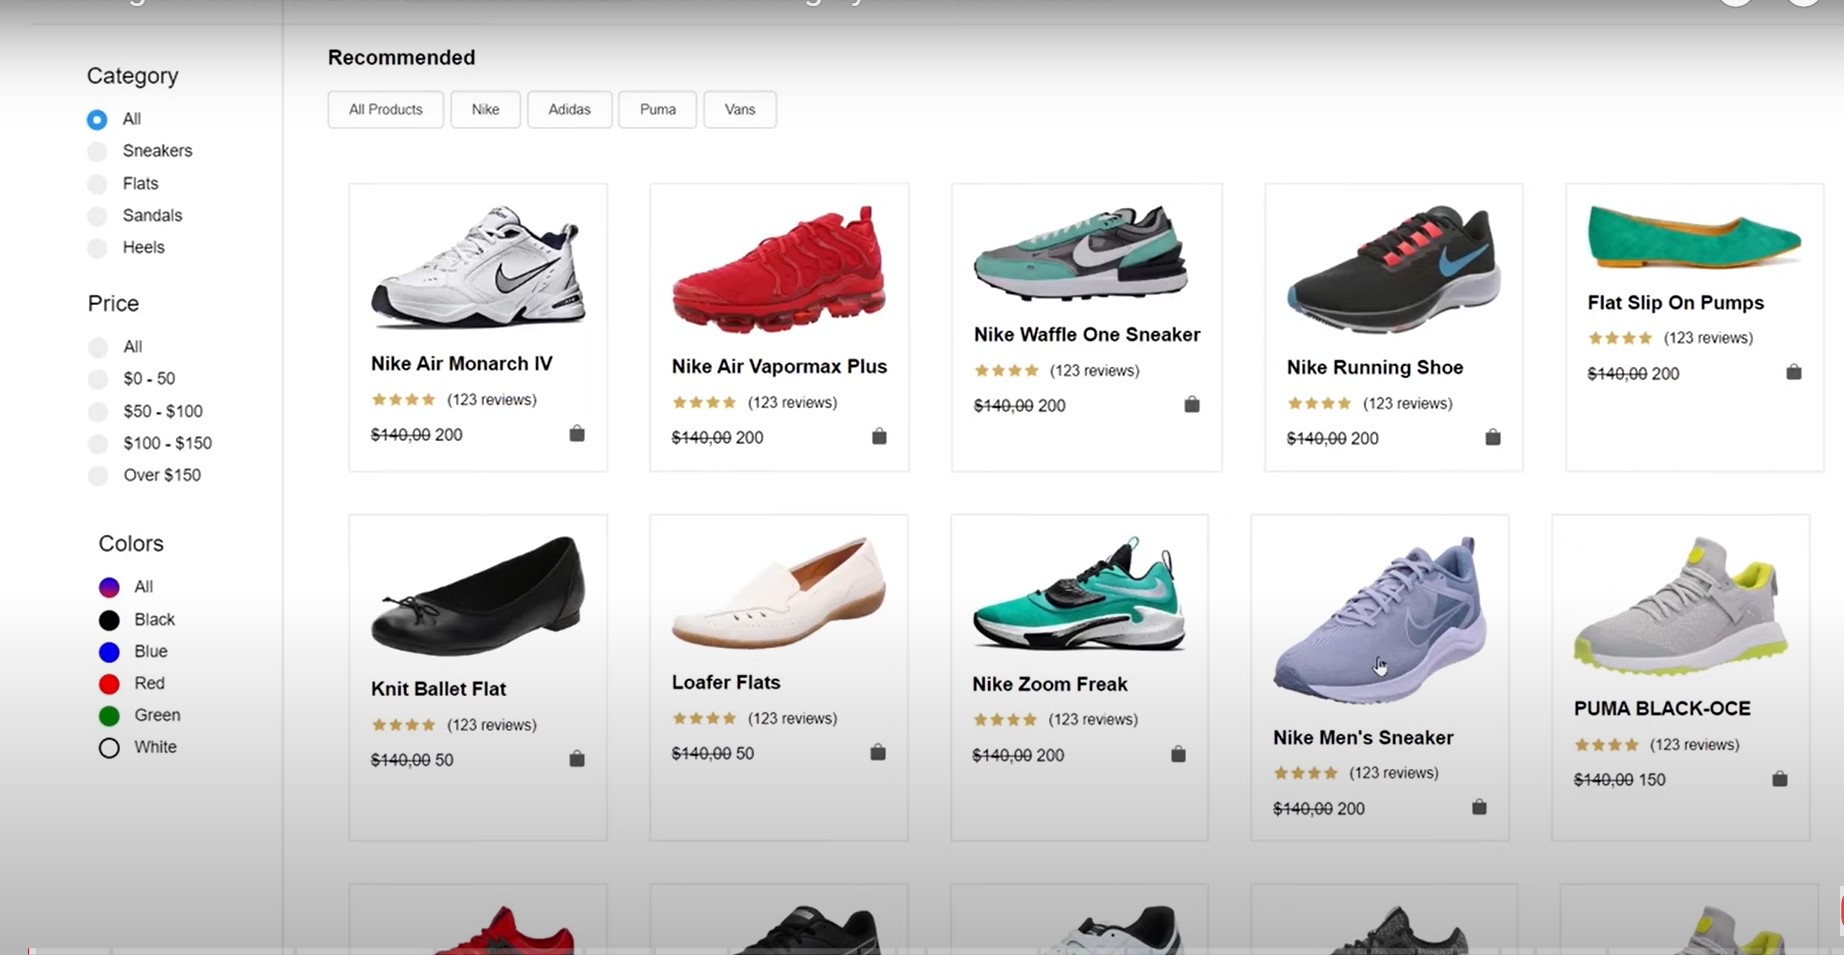 Category
All
Sneakers
Flats
Sandals
Heels
Price
All
$0 - 50
$50 - $100
$100 - $150
Over $150
Colors
All
Black
Blue
Red
Green
White
Recommended
All Products
Nike
Adidas
Puma
Vans
Nike Air Monarch IV
(123 reviews)
$140,00 200
Nike Air Vapormax Plus
(123 reviews)
$140,00 200
Nike Waffle One Sneaker
(123 reviews)
$140,00 200
Nike Running Shoe
(123 reviews)
$140,00 200
Flat Slip On Pumps
(123 reviews)
$140,00 200
Knit Ballet Flat
(123 reviews)
$140,00 50
Loafer Flats
(123 reviews)
$140,00 50
Nike Zoom Freak
(123 reviews)
$140,00 200
Nike Men's Sneaker
(123 reviews)
$140,00 200
PUMA BLACK-OCE
(123 reviews)
$140,00 150